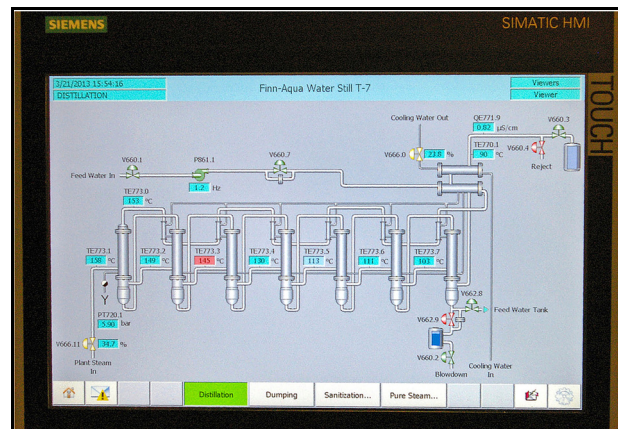 SIEMENS
SIMATIC HMI
TOUCH
3/21/2013 15:54:16
DISTILLATION
Finn-Aqua Water Still T-7
Viewers
Viewer
Cooling Water Out
QE771.9
0.82 µS/cm
V660.3
V666.0
23.8 %
TE770.1
90 °C
V660.4
Reject
V660.1
P861.1
V660.7
Feed Water In
1.2 Hz
TE773.0
153 °C
TE773.1
158 °C
TE773.2
149 °C
TE773.3
145 °C
TE773.4
130 °C
TE773.5
113 °C
TE773.6
111 °C
TE773.7
103 °C
PT720.1
5.90 bar
V666.11
34.7 %
Plant Steam
In
V662.8
Feed Water Tank
V662.9
V660.2
Blowdown
Cooling Water
In
Distillation
Dumping
Sanitization...
Pure Steam...